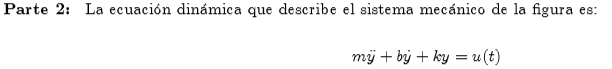 Parte 2: La ecuación dinámica que describe el sistema mecánico de la figura es:
mÿ + bẏ + ky = u(t)